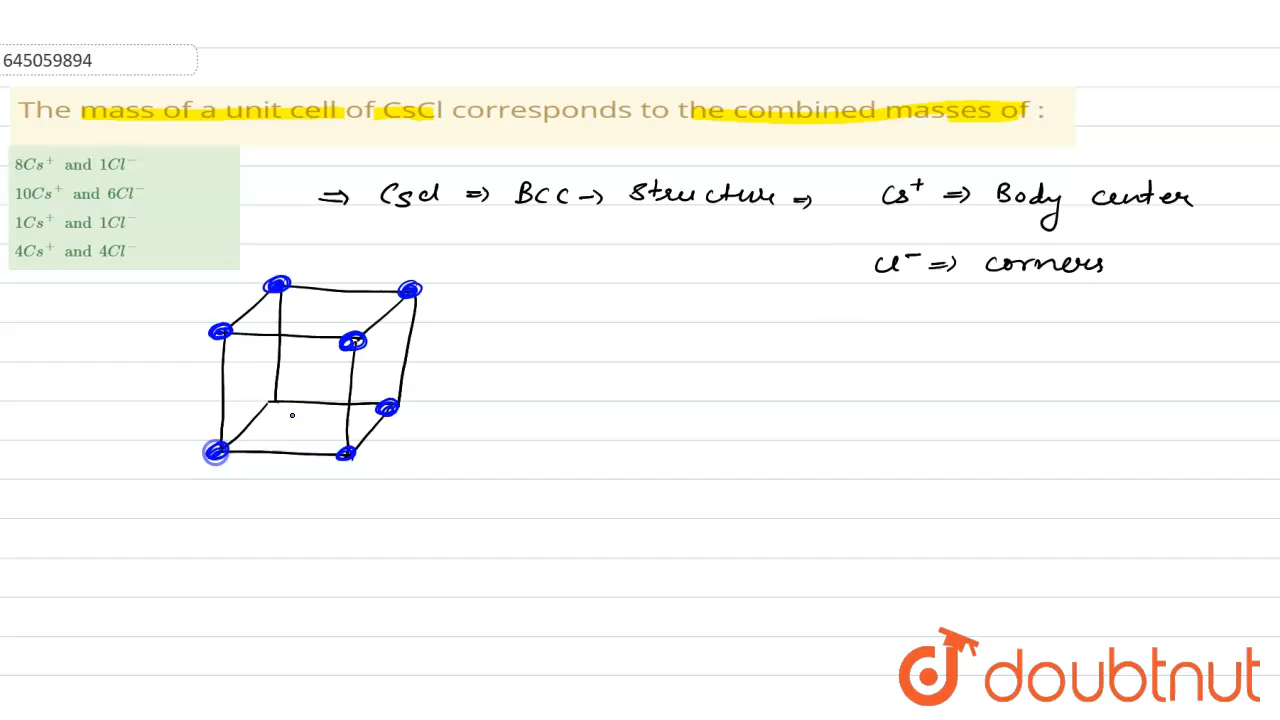 645059894
The mass of a unit cell of CsCl corresponds to the combined masses of :
8Cs⁺ and 1Cl⁻
10Cs⁺ and 6Cl⁻
1Cs⁺ and 1Cl⁻
4Cs⁺ and 4Cl⁻
⇒ Cscl ⇒ BCC → Structure ⇒ Cs⁺ ⇒ Body center
Cl⁻ ⇒ corners
doubtnut